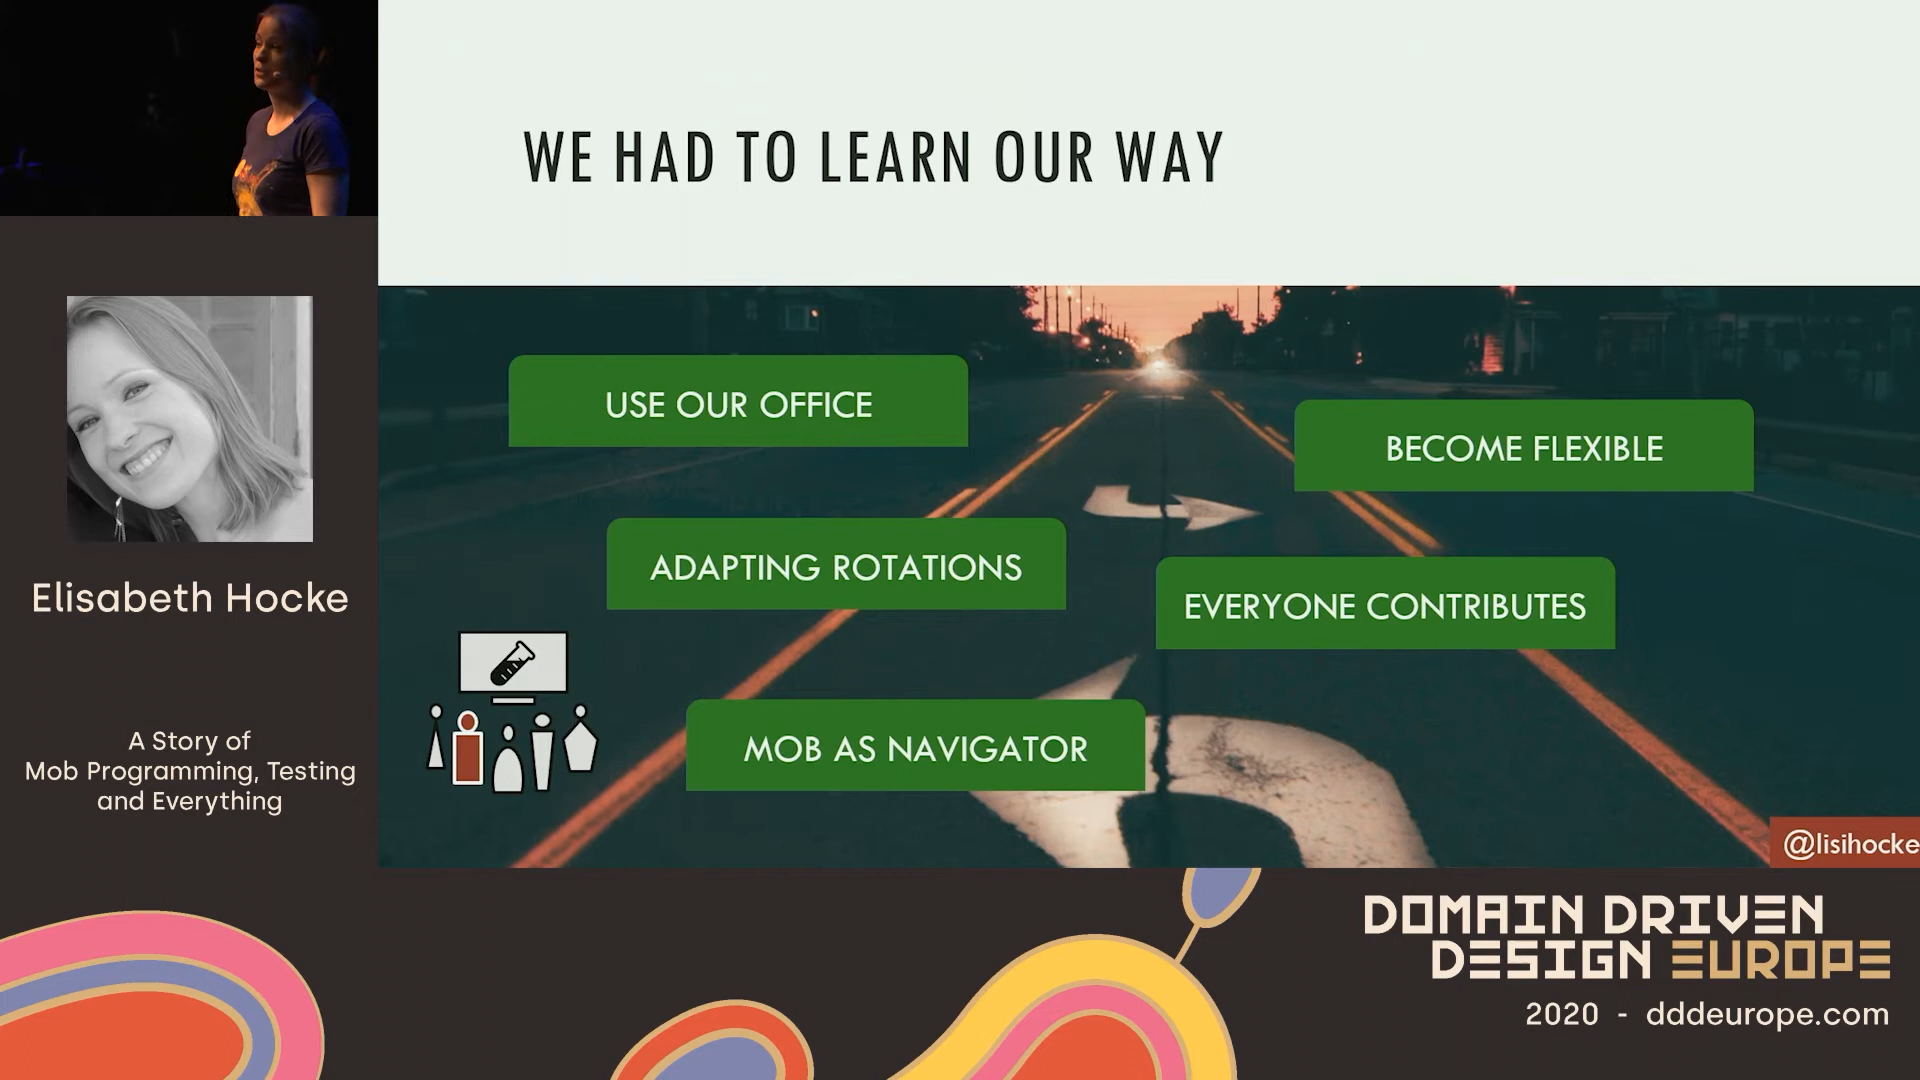 WE HAD TO LEARN OUR WAY
USE OUR OFFICE
BECOME FLEXIBLE
ADAPTING ROTATIONS
EVERYONE CONTRIBUTES
MOB AS NAVIGATOR
@lisihocke
Elisabeth Hocke
A Story of
Mob Programming, Testing
and Everything
DOMAIN DRIVEN
DESIGN EUROPE
2020 - dddeurope.com